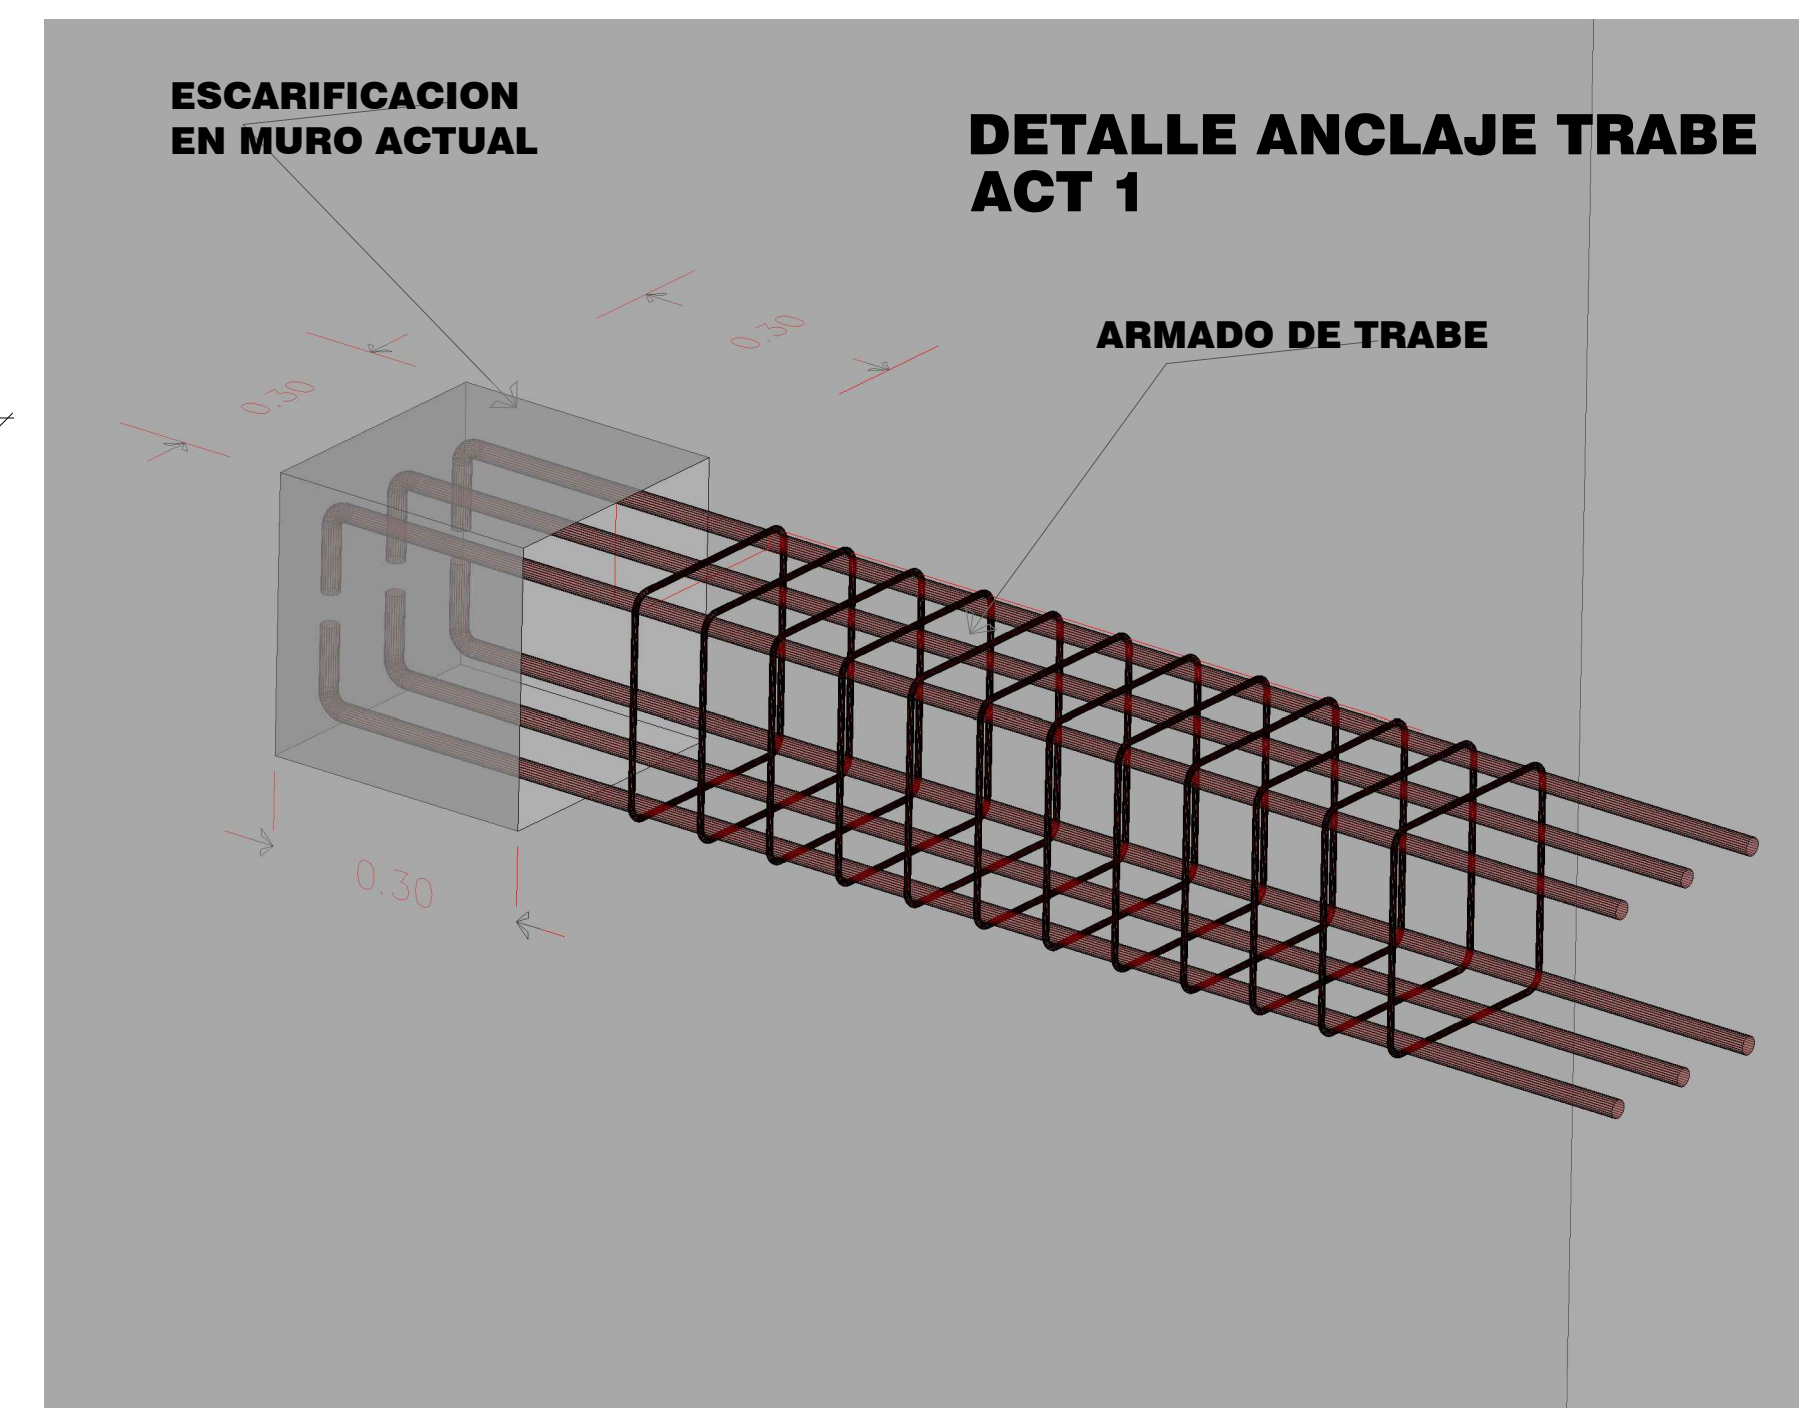 ESCARIFICACION
EN MURO ACTUAL
DETALLE ANCLAJE TRABE
ACT 1
ARMADO DE TRABE
0.30
0.30
0.30